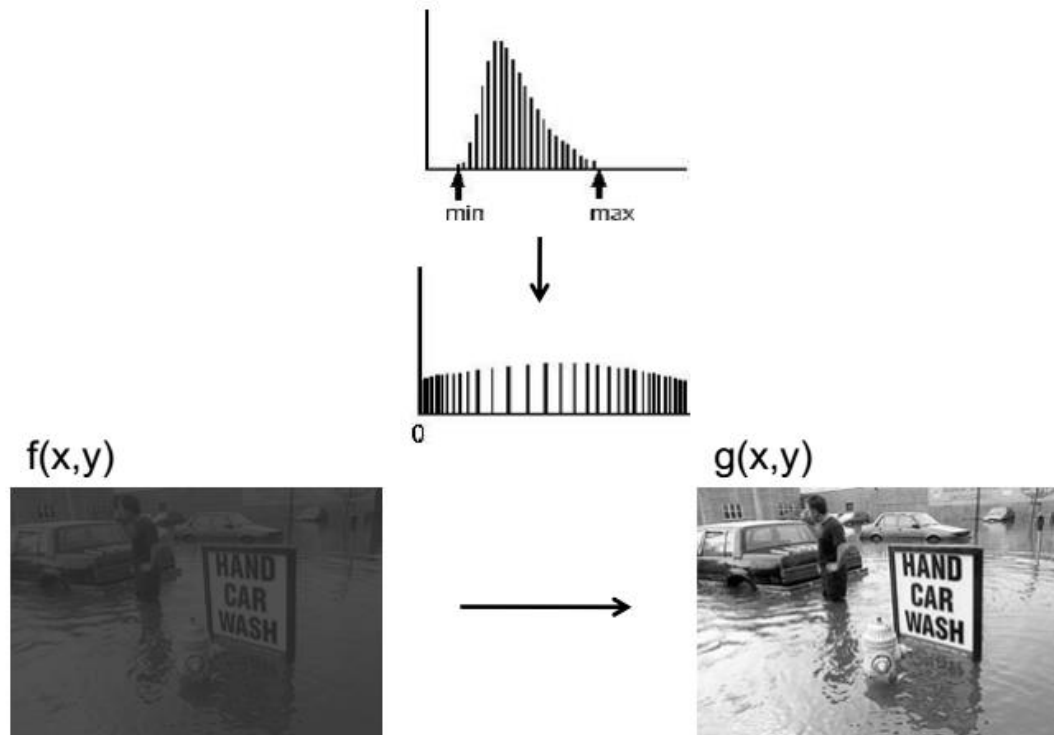 min max
0
f(x,y) g(x,y)
HAND
CAR
WASH
HAND
CAR
WASH